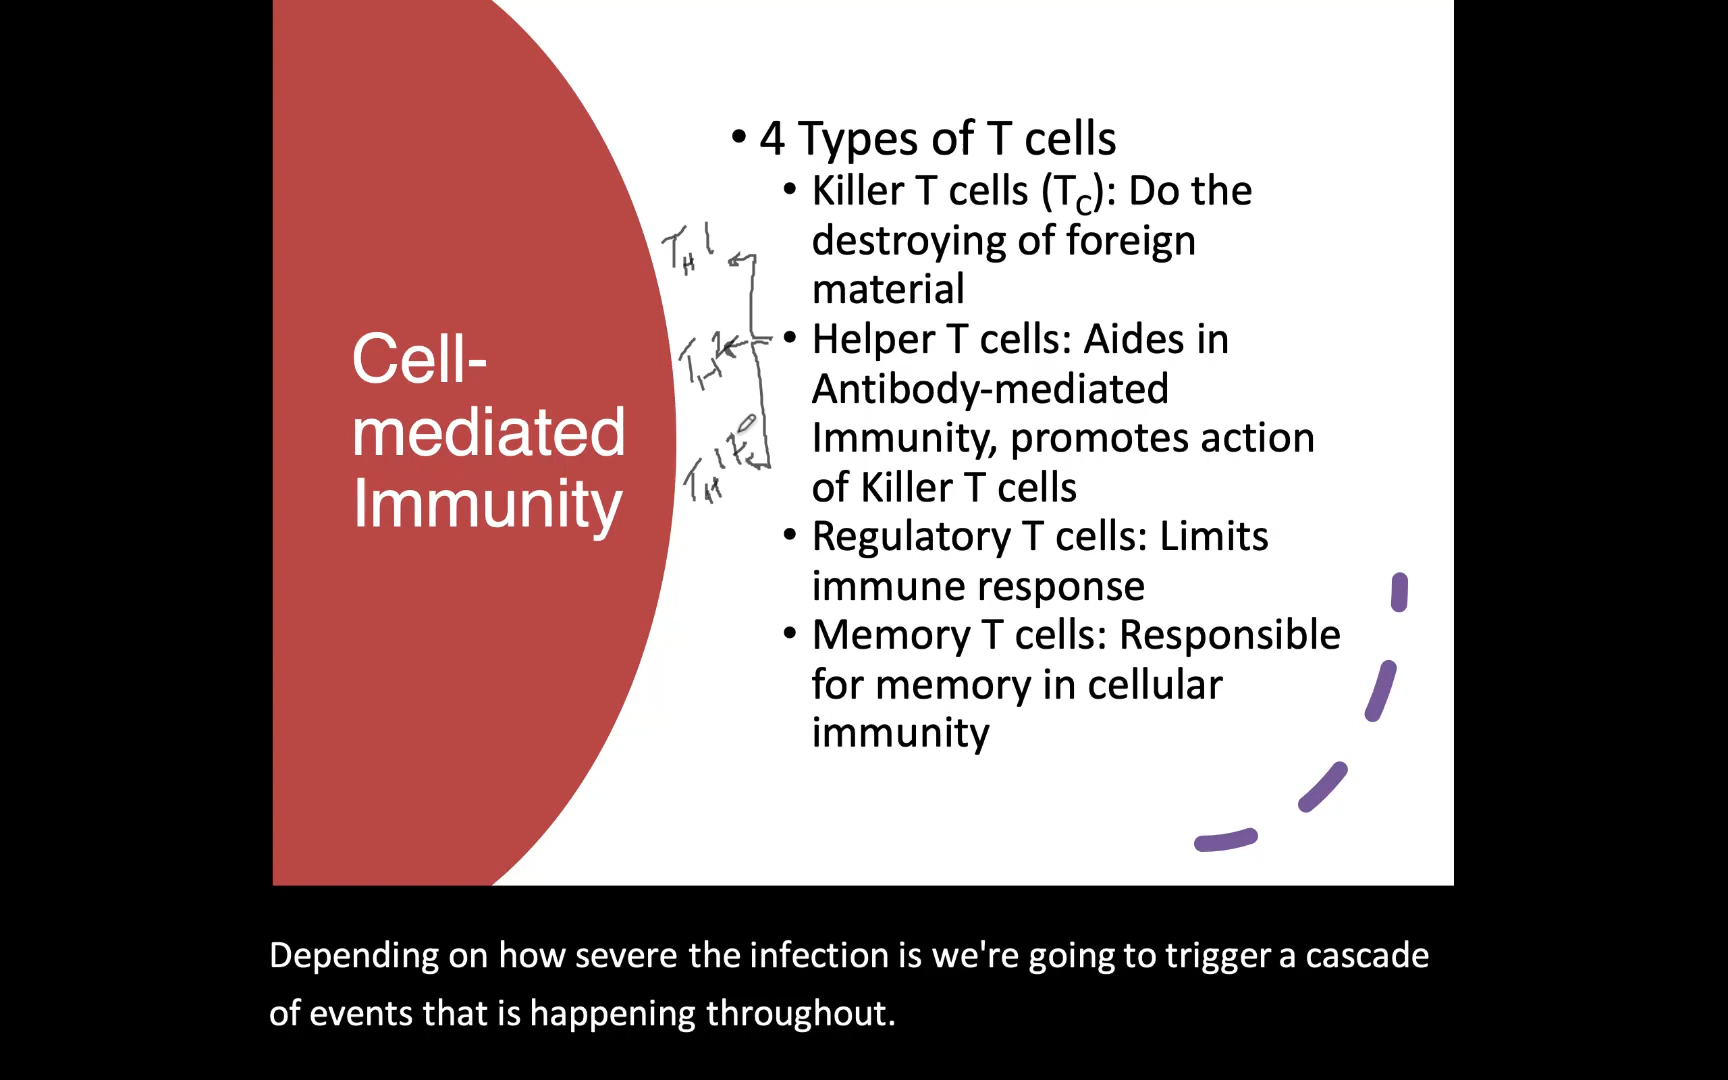 Cell-
mediated
Immunity
• 4 Types of T cells
• Killer T cells (TC): Do the
destroying of foreign
material
• Helper T cells: Aides in
Antibody-mediated
Immunity, promotes action
of Killer T cells
• Regulatory T cells: Limits
immune response
• Memory T cells: Responsible
for memory in cellular
immunity
TH1
TH2
TH17
Depending on how severe the infection is we're going to trigger a cascade
of events that is happening throughout.